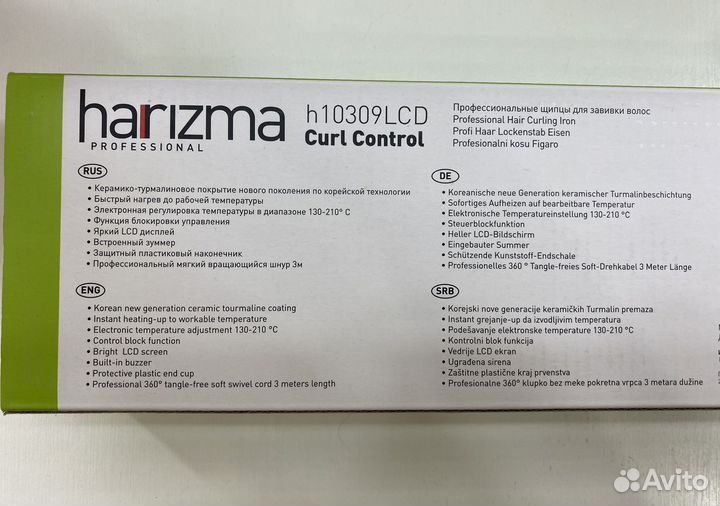 harizma
PROFESSIONAL
h10309LCD
Curl Control
Профессиональные щипцы для завивки волос
Professional Hair Curling Iron
Profi Haar Lockenstab Eisen
Profesionalni kosu Figaro
RUS
• Керамико-турмалиновое покрытие нового поколения по корейской технологии
• Быстрый нагрев до рабочей температуры
• Электронная регулировка температуры в диапазоне 130-210° С
• Функция блокировки управления
• Яркий LCD дисплей
• Встроенный зуммер
• Защитный пластиковый наконечник
• Профессиональный мягкий вращающийся шнур 3м
DE
• Koreanische neue Generation keramischer Turmalinbeschichtung
• Sofortiges Aufheizen auf bearbeitbare Temperatur
• Elektronische Temperatureinstellung 130-210° C
• Steuerblockfunktion
• Heller LCD-Bildschirm
• Eingebauter Summer
• Schützende Kunststoff-Endschale
• Professionelles 360 ° Tangle-freies Soft-Drehkabel 3 Meter Länge
ENG
• Korean new generation ceramic tourmaline coating
• Instant heating-up to workable temperature
• Electronic temperature adjustment 130-210 °C
• Control block function
• Bright LCD screen
• Built-in buzzer
• Protective plastic end cup
• Professional 360° tangle-free soft swivel cord 3 meters length
SRB
• Korejski nove generacije keramičkih Turmalin premaza
• Instant grejanje-up da izvodljivim temperatura
• Podešavanje elektronske temperature 130-210°C
• Kontrolni blok funkcija
• Vedrije LCD ekran
• Ugrađena sirena
• Zaštitne plastične kraj prvenstva
• Profesionalne 360° klupko bez meke pokretna vrpca 3 metara dužine
Avito